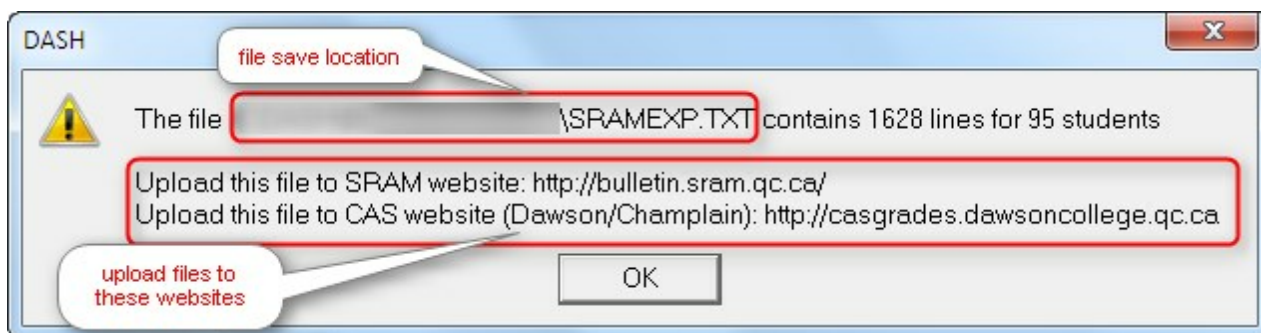 DASH
file save location
The file \SRAMEXP.TXT contains 1628 lines for 95 students
Upload this file to SRAM website: http://bulletin.sram.qc.ca/
Upload this file to CAS website (Dawson/Champlain): http://casgrades.dawsoncollege.qc.ca
upload files to
these websites
OK